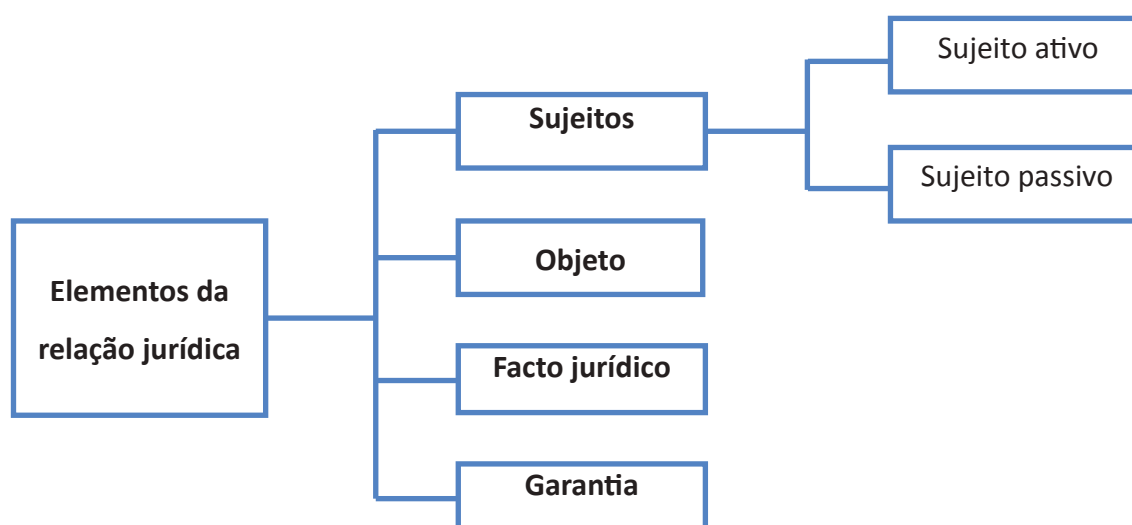 Elementos da
relação jurídica
Sujeitos
Sujeito ativo
Sujeito passivo
Objeto
Facto jurídico
Garantia